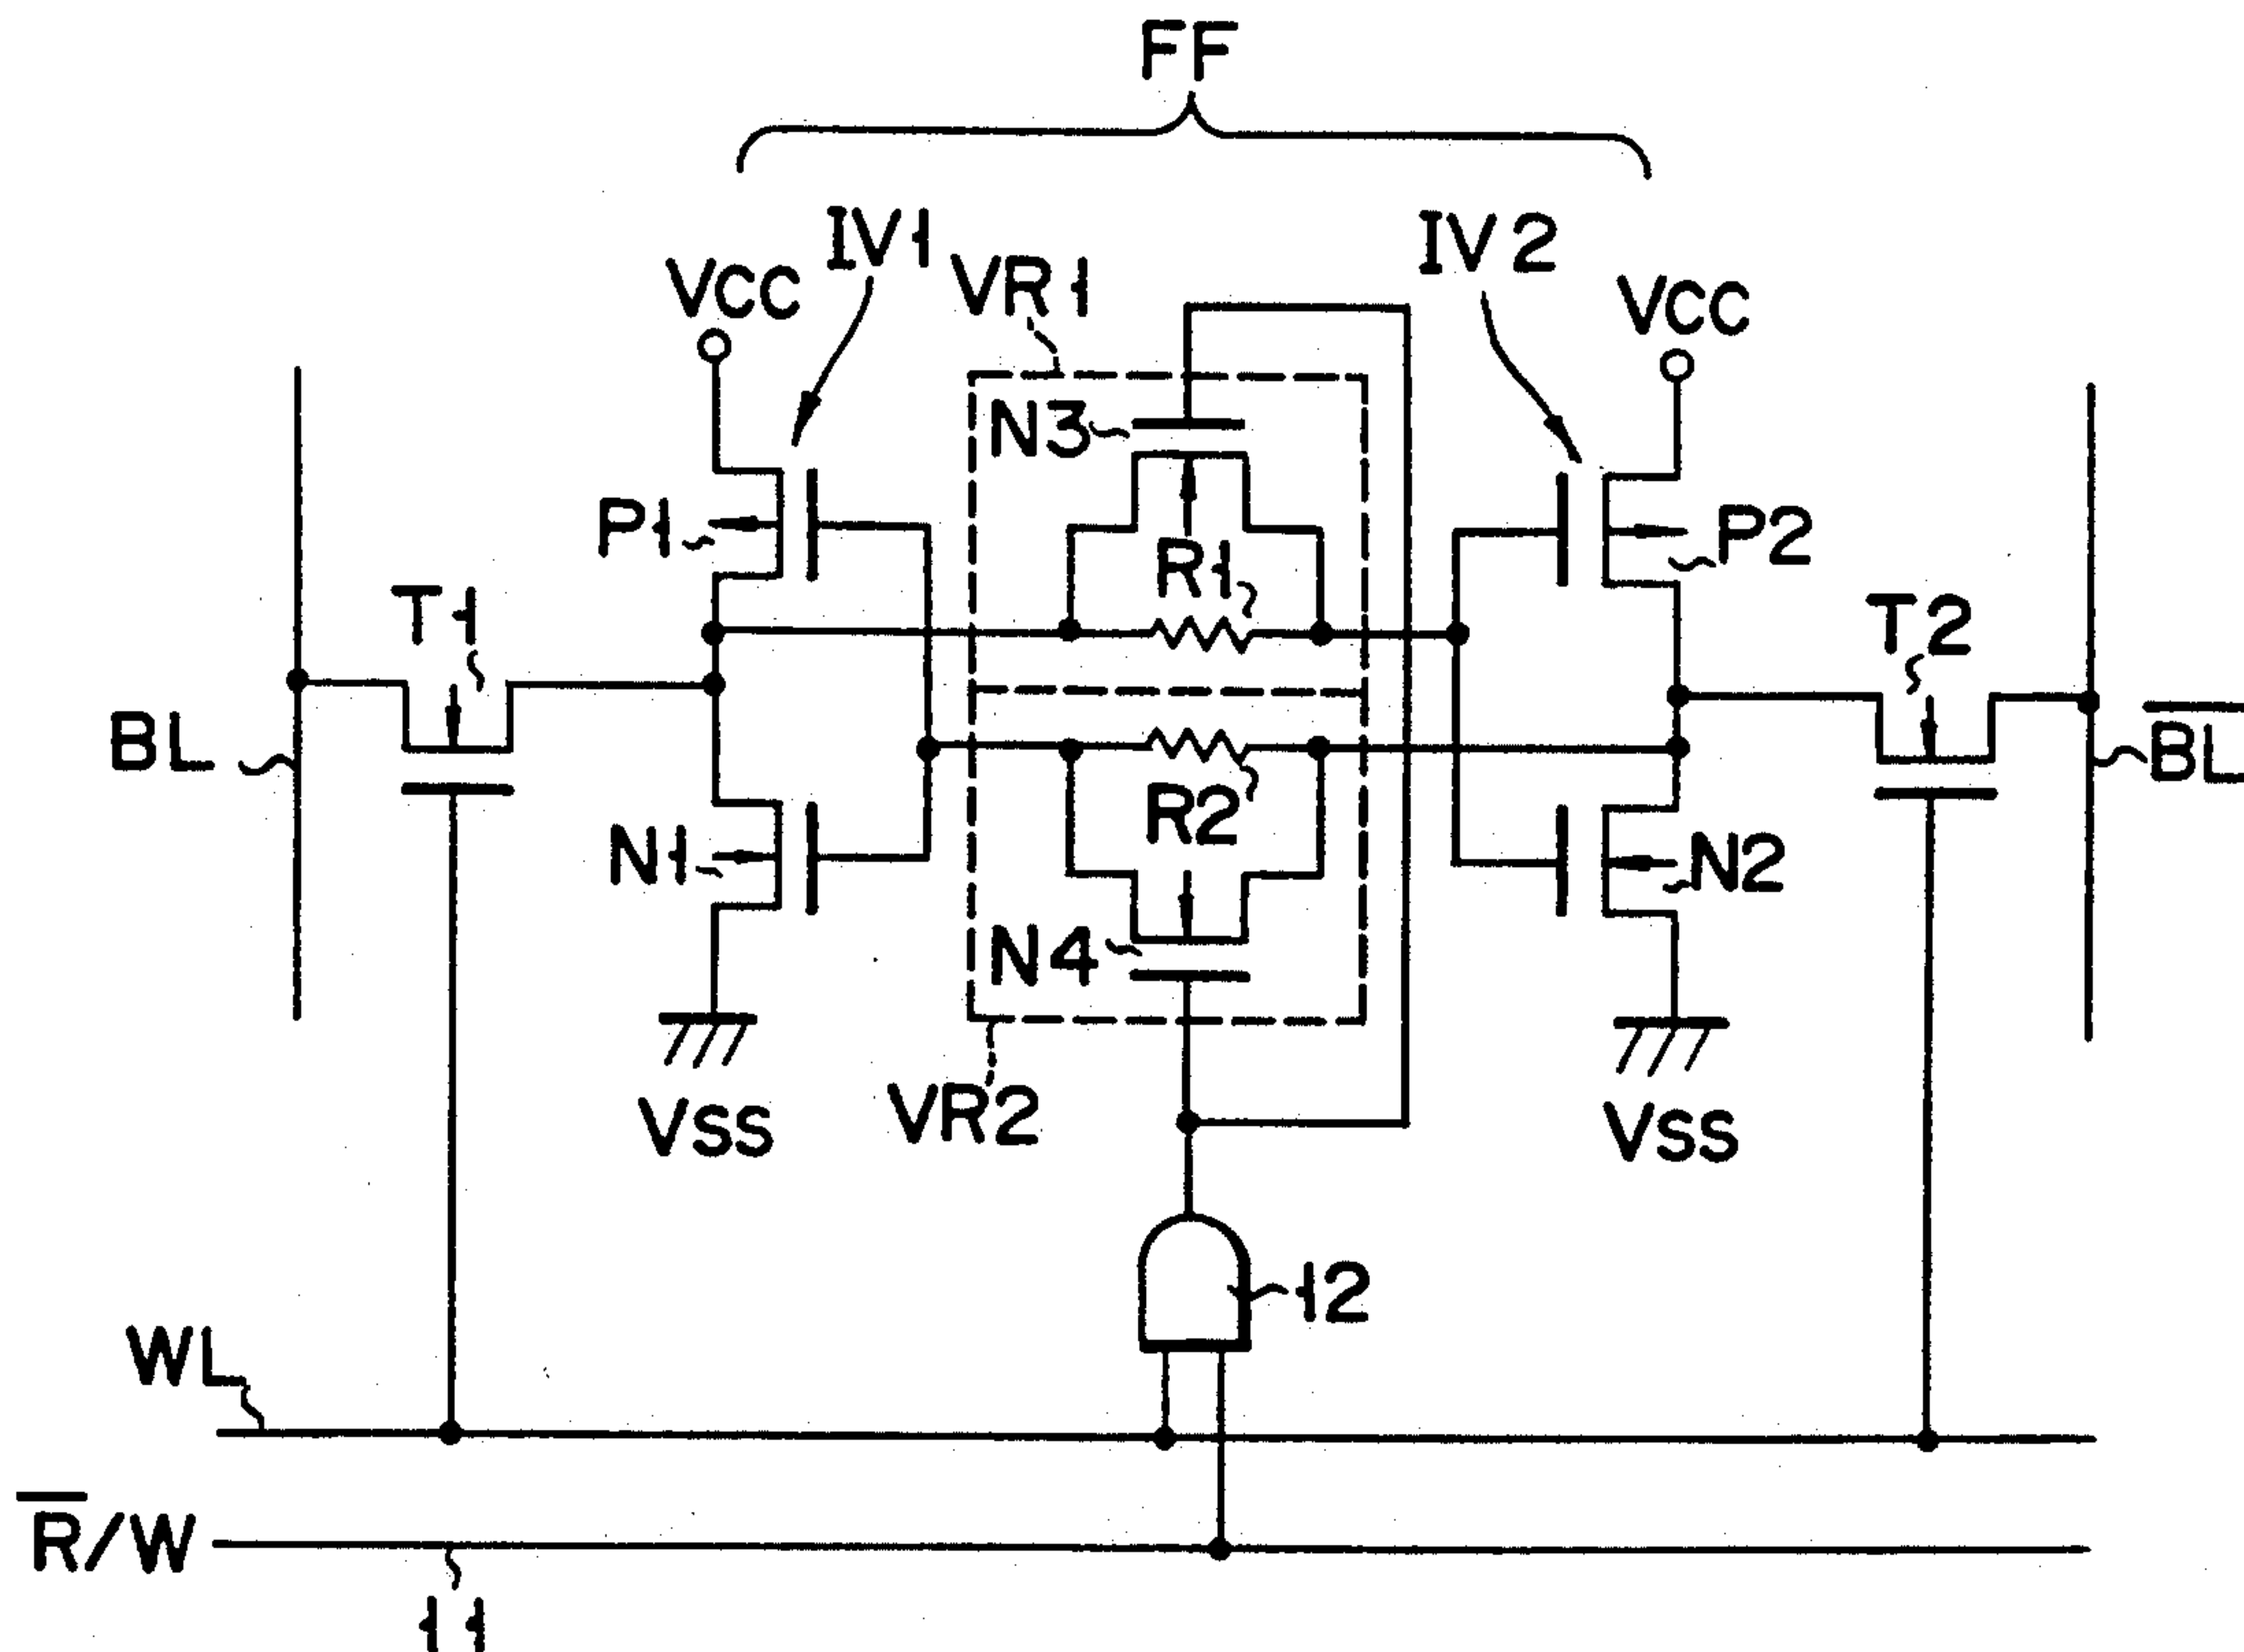 FF
IV1
IV2
VCC
VR1
VCC
N3
P1
R1
P2
T1
T2
BL
B̅L̅
R2
N1
N2
N4
VSS
VR2
VSS
12
WL
R̅/W
11